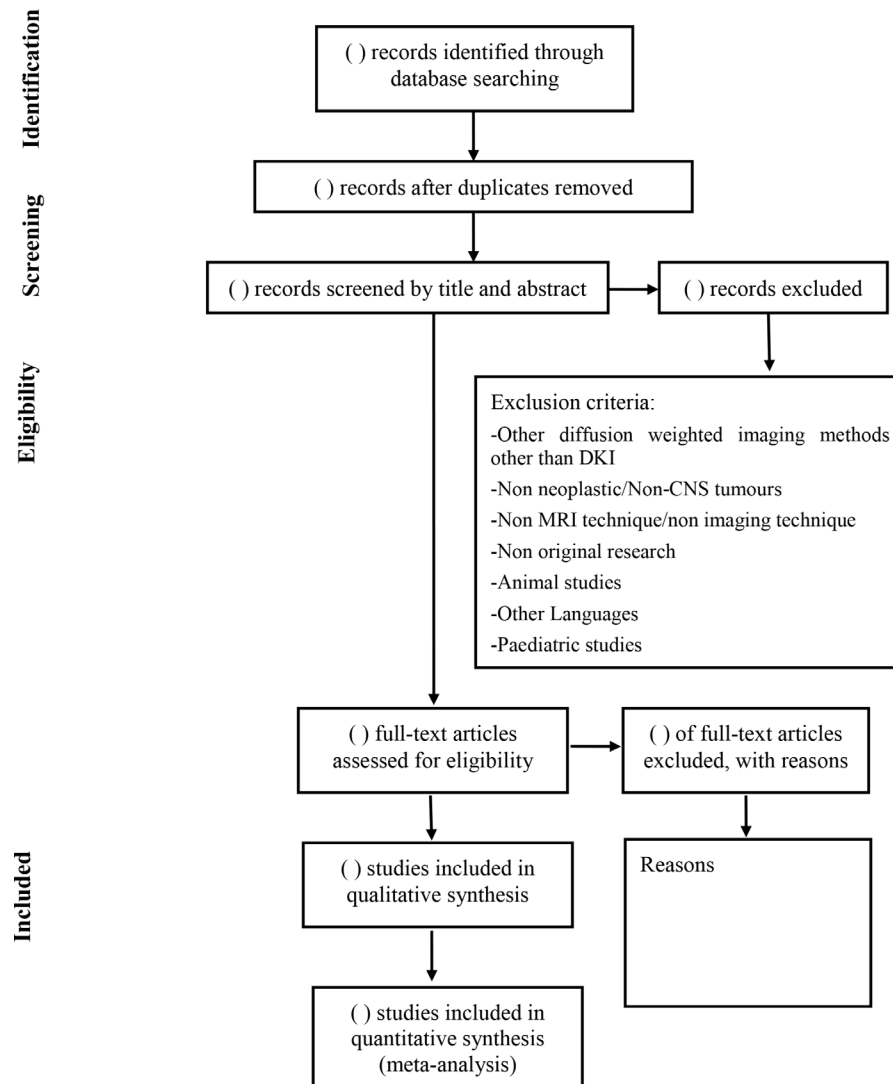 Identification
( ) records identified through
database searching
( ) records after duplicates removed
Screening
( ) records screened by title and abstract
( ) records excluded
Eligibility
Exclusion criteria:
-Other diffusion weighted imaging methods
other than DKI
-Non neoplastic/Non-CNS tumours
-Non MRI technique/non imaging technique
-Non original research
-Animal studies
-Other Languages
-Paediatric studies
( ) full-text articles
assessed for eligibility
( ) of full-text articles
excluded, with reasons
Included
( ) studies included in
qualitative synthesis
Reasons
( ) studies included in
quantitative synthesis
(meta-analysis)